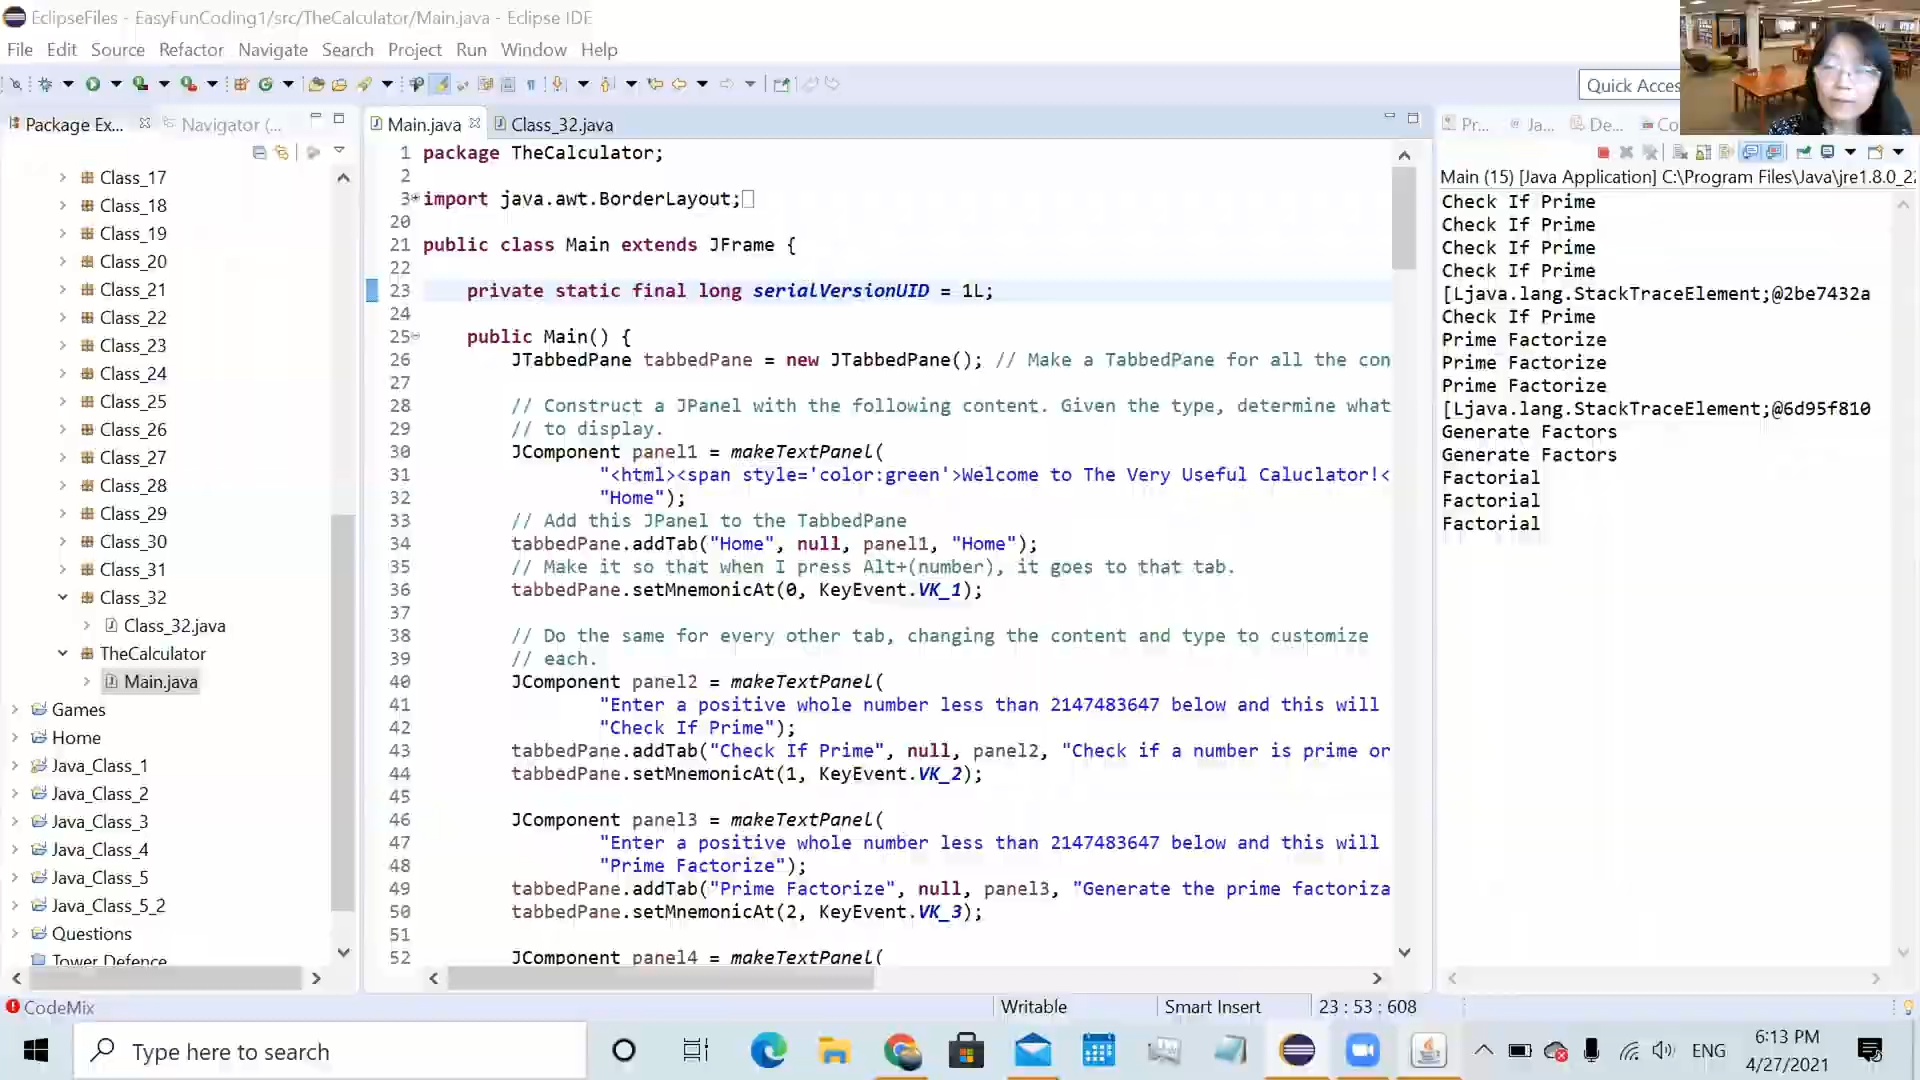 EclipseFiles - EasyFunCoding1/src/TheCalculator/Main.java - Eclipse IDE
File Edit Source Refactor Navigate Search Project Run Window Help
Quick Acces
Package Ex... Navigator (...
Class_17
Class_18
Class_19
Class_20
Class_21
Class_22
Class_23
Class_24
Class_25
Class_26
Class_27
Class_28
Class_29
Class_30
Class_31
Class_32
Class_32.java
TheCalculator
Main.java
Games
Home
Java_Class_1
Java_Class_2
Java_Class_3
Java_Class_4
Java_Class_5
Java_Class_5_2
Questions
Tower Defence
Main.java Class_32.java
1 package TheCalculator;
2
3 import java.awt.BorderLayout;
20
21 public class Main extends JFrame {
22
23 private static final long serialVersionUID = 1L;
24
25 public Main() {
26 JTabbedPane tabbedPane = new JTabbedPane(); // Make a TabbedPane for all the con
27
28 // Construct a JPanel with the following content. Given the type, determine what
29 // to display.
30 JComponent panel1 = makeTextPanel(
31 "<html><span style='color:green'>Welcome to The Very Useful Caluclator!<
32 "Home");
33 // Add this JPanel to the TabbedPane
34 tabbedPane.addTab("Home", null, panel1, "Home");
35 // Make it so that when I press Alt+(number), it goes to that tab.
36 tabbedPane.setMnemonicAt(0, KeyEvent.VK_1);
37
38 // Do the same for every other tab, changing the content and type to customize
39 // each.
40 JComponent panel2 = makeTextPanel(
41 "Enter a positive whole number less than 2147483647 below and this will
42 "Check If Prime");
43 tabbedPane.addTab("Check If Prime", null, panel2, "Check if a number is prime or
44 tabbedPane.setMnemonicAt(1, KeyEvent.VK_2);
45
46 JComponent panel3 = makeTextPanel(
47 "Enter a positive whole number less than 2147483647 below and this will
48 "Prime Factorize");
49 tabbedPane.addTab("Prime Factorize", null, panel3, "Generate the prime factoriza
50 tabbedPane.setMnemonicAt(2, KeyEvent.VK_3);
51
52 JComponent panel4 = makeTextPanel(
Pr... Ja... De... Co
Main (15) [Java Application] C:\Program Files\Java\jre1.8.0_22
Check If Prime
Check If Prime
Check If Prime
Check If Prime
[Ljava.lang.StackTraceElement;@2be7432a
Check If Prime
Prime Factorize
Prime Factorize
Prime Factorize
[Ljava.lang.StackTraceElement;@6d95f810
Generate Factors
Generate Factors
Factorial
Factorial
Factorial
CodeMix Writable Smart Insert 23 : 53 : 608
Type here to search
ENG
6:13 PM
4/27/2021